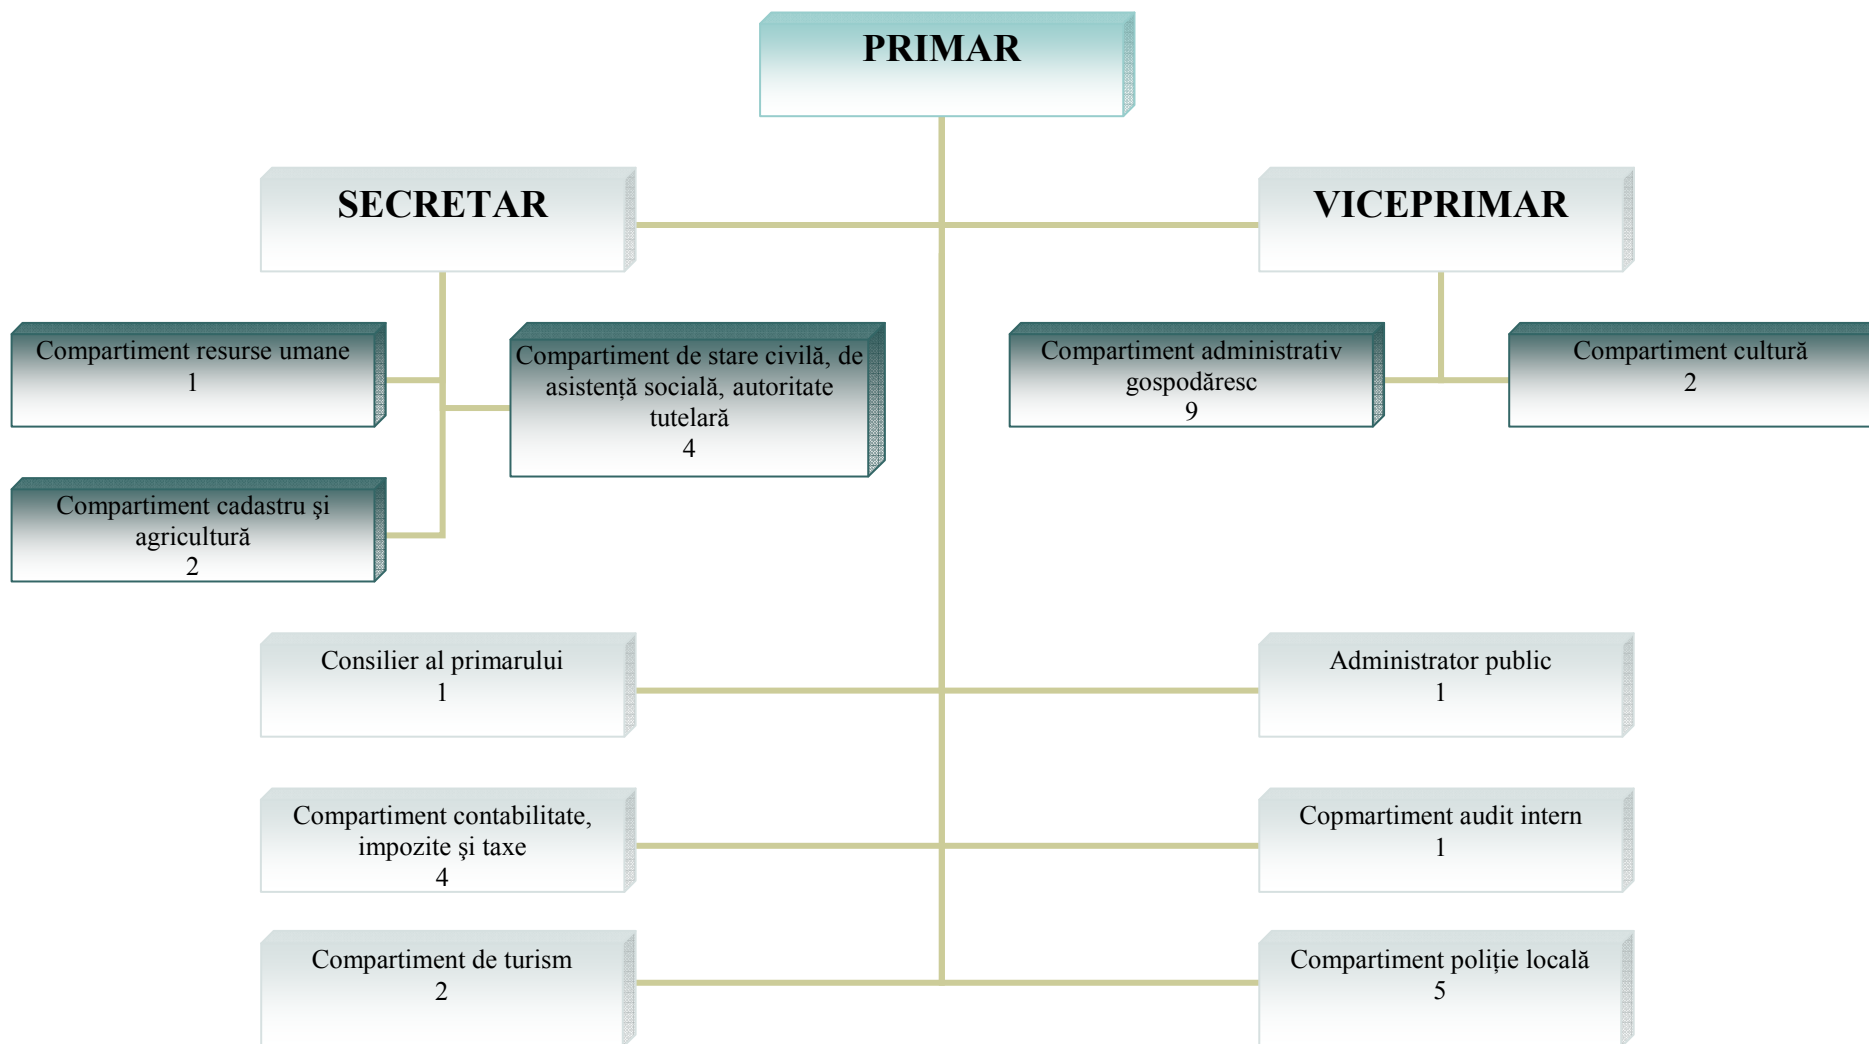 PRIMAR
SECRETAR
VICEPRIMAR
Compartiment resurse umane
1
Compartiment de stare civilă, de
asistență socială, autoritate
tutelară
4
Compartiment administrativ
gospodăresc
9
Compartiment cultură
2
Compartiment cadastru şi
agricultură
2
Consilier al primarului
1
Administrator public
1
Compartiment contabilitate,
impozite şi taxe
4
Copmartiment audit intern
1
Compartiment de turism
2
Compartiment poliție locală
5